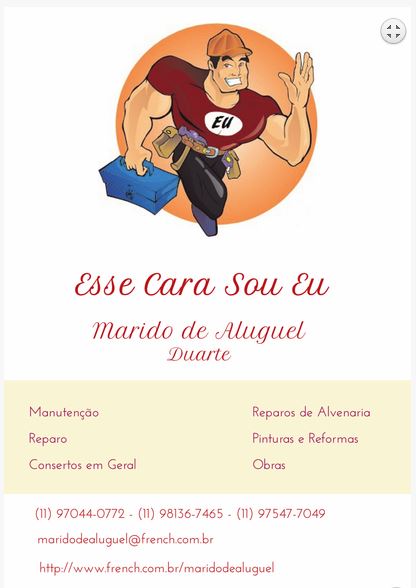 EU
Esse Cara Sou Eu
Marido de Aluguel
Duarte
Manutenção
Reparo
Consertos em Geral
Reparos de Alvenaria
Pinturas e Reformas
Obras
(11) 97044-0772 - (11) 98136-7465 - (11) 97547-7049
maridodealuguel@french.com.br
http://www.french.com.br/maridodealuguel